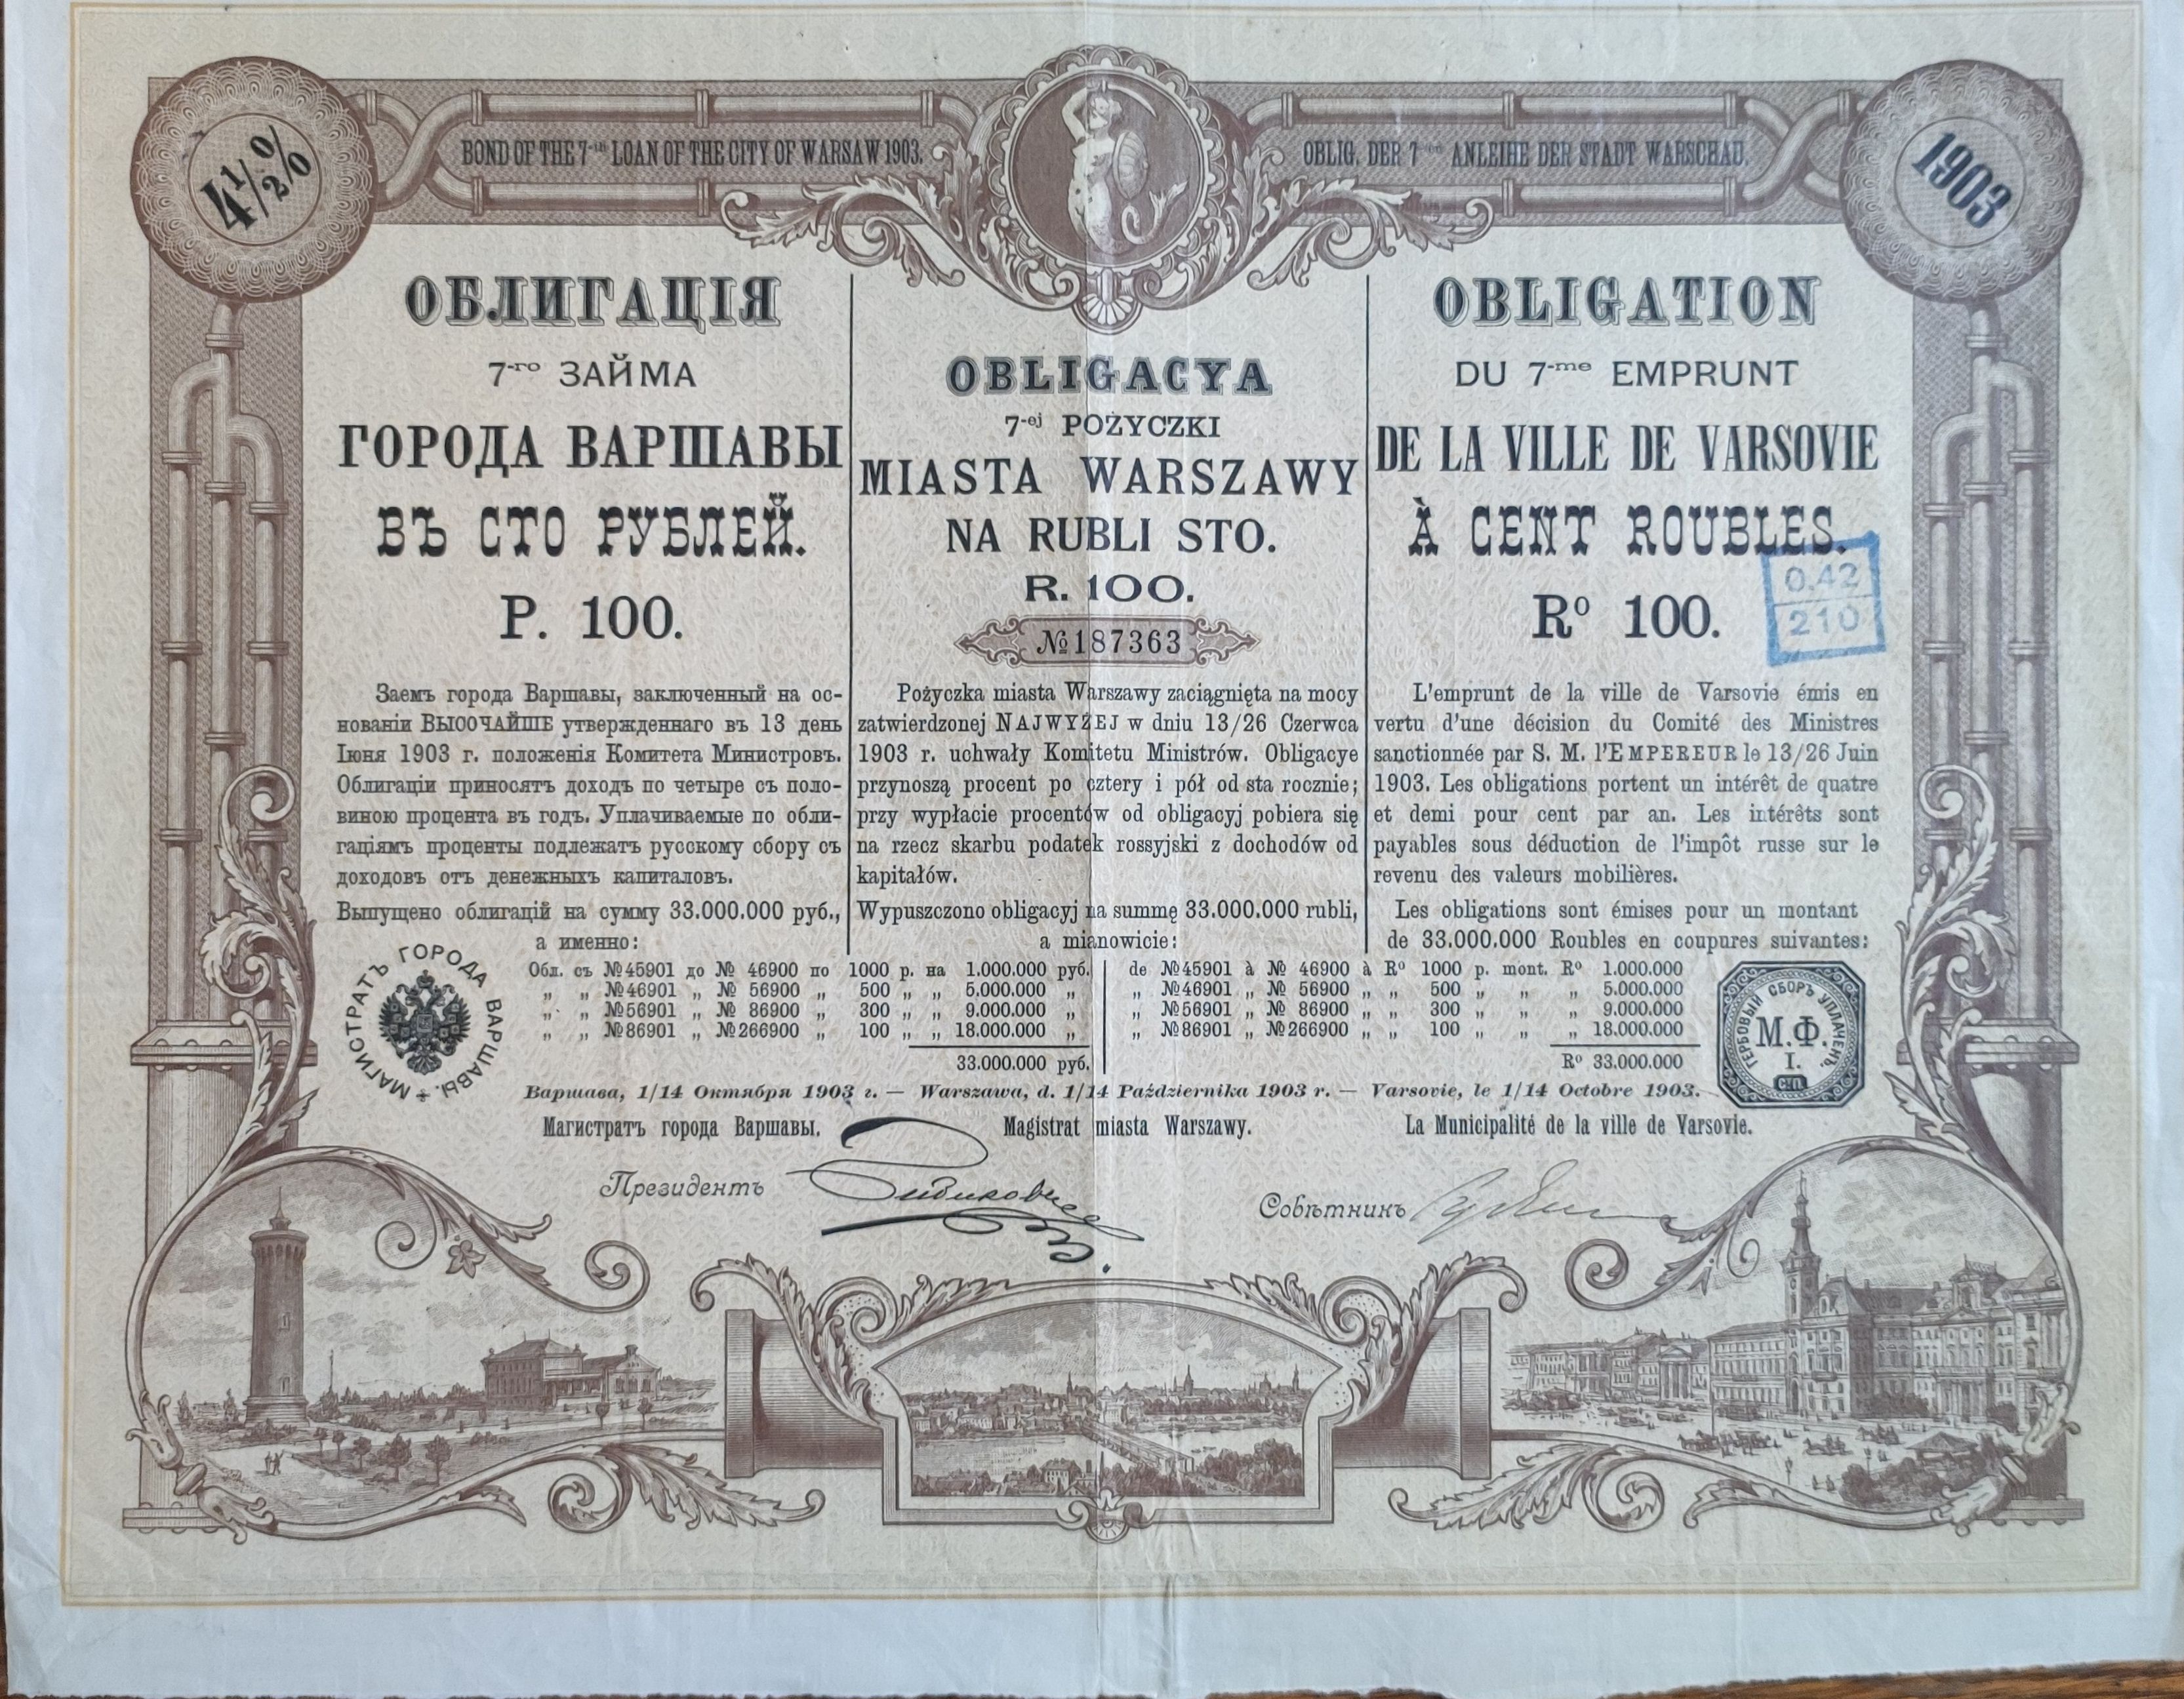 4½%
BOND OF THE 7-th LOAN OF THE CITY OF WARSAW 1903.
OBLIG. DER 7-ten ANLEIHE DER STADT WARSCHAU.
1903
ОБЛИГАЦІЯ
7-го ЗАЙМА
ГОРОДА ВАРШАВЫ
ВЪ СТО РУБЛЕЙ.
Р. 100.
Заемъ города Варшавы, заключенный на ос-
нованіи ВЫСОЧАЙШЕ утвержденнаго въ 13 день
Іюня 1903 г. положенія Комитета Министровъ.
Облигаціи приносятъ доходъ по четыре съ поло-
виною процента въ годъ. Уплачиваемые по обли-
гаціямъ проценты подлежатъ русскому сбору съ
доходовъ отъ денежныхъ капиталовъ.
Выпущено облигацій на сумму 33.000.000 руб.,
а именно:
OBLIGACYA
7-ej POŻYCZKI
MIASTA WARSZAWY
NA RUBLI STO.
R. 100.
№187363
Pożyczka miasta Warszawy zaciągnięta na mocy
zatwierdzonej NAJWYŻEJ w dniu 13/26 Czerwca
1903 r. uchwały Komitetu Ministrów. Obligacye
przynoszą procent po cztery i pół od sta rocznie;
przy wypłacie procentów od obligacyj pobiera się
na rzecz skarbu podatek rossyjski z dochodów od
kapitałów.
Wypuszczono obligacyj na summę 33.000.000 rubli,
a mianowicie:
OBLIGATION
DU 7-me EMPRUNT
DE LA VILLE DE VARSOVIE
À CENT ROUBLES.
Rº 100.
0.42
210
L'emprunt de la ville de Varsovie émis en
vertu d'une décision du Comité des Ministres
sanctionnée par S. M. l'EMPEREUR le 13/26 Juin
1903. Les obligations portent un intérêt de quatre
et demi pour cent par an. Les intérêts sont
payables sous déduction de l'impôt russe sur le
revenu des valeurs mobilières.
Les obligations sont émises pour un montant
de 33.000.000 Roubles en coupures suivantes:
МАГИСТРАТЪ ГОРОДА ВАРШАВЫ.
Обл. съ №45901 до № 46900 по 1000 р. на 1.000.000 руб.
„ „ №46901 „ № 56900 „ 500 „ „ 5.000.000 „
„ „ №56901 „ № 86900 „ 300 „ „ 9.000.000 „
„ „ №86901 „ №266900 „ 100 „ „ 18.000.000 „
33.000.000 руб.
de №45901 à № 46900 à Rº 1000 p. mont. Rº 1.000.000
„ №46901 „ № 56900 „ „ 500 „ „ „ 5.000.000
„ №56901 „ № 86900 „ „ 300 „ „ „ 9.000.000
„ №86901 „ №266900 „ „ 100 „ „ „ 18.000.000
Rº 33.000.000
ГЕРБОВЫЙ СБОРЪ УПЛАЧЕНЪ.
М.Ф.
I.
С.П.
Варшава, 1/14 Октября 1903 г. — Warszawa, d. 1/14 Października 1903 r. — Varsovie, le 1/14 Octobre 1903.
Магистратъ города Варшавы.
Magistrat miasta Warszawy.
La Municipalité de la ville de Varsovie.
Президентъ
Совѣтникъ